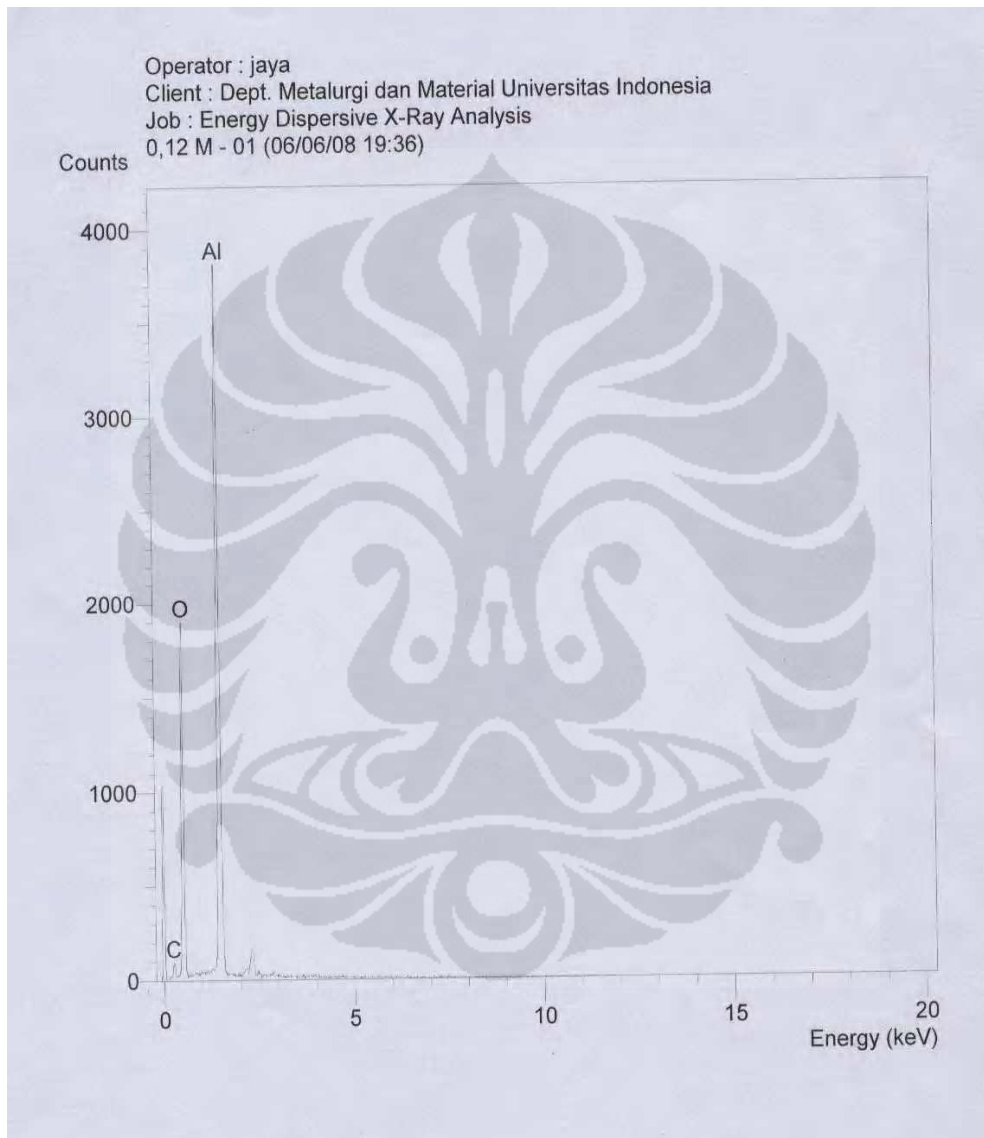 Operator : jaya
Client : Dept. Metalurgi dan Material Universitas Indonesia
Job : Energy Dispersive X-Ray Analysis
0,12 M - 01 (06/06/08 19:36)
Counts
4000
Al
3000
2000
O
1000
C
0
0 5 10 15 20
Energy (keV)